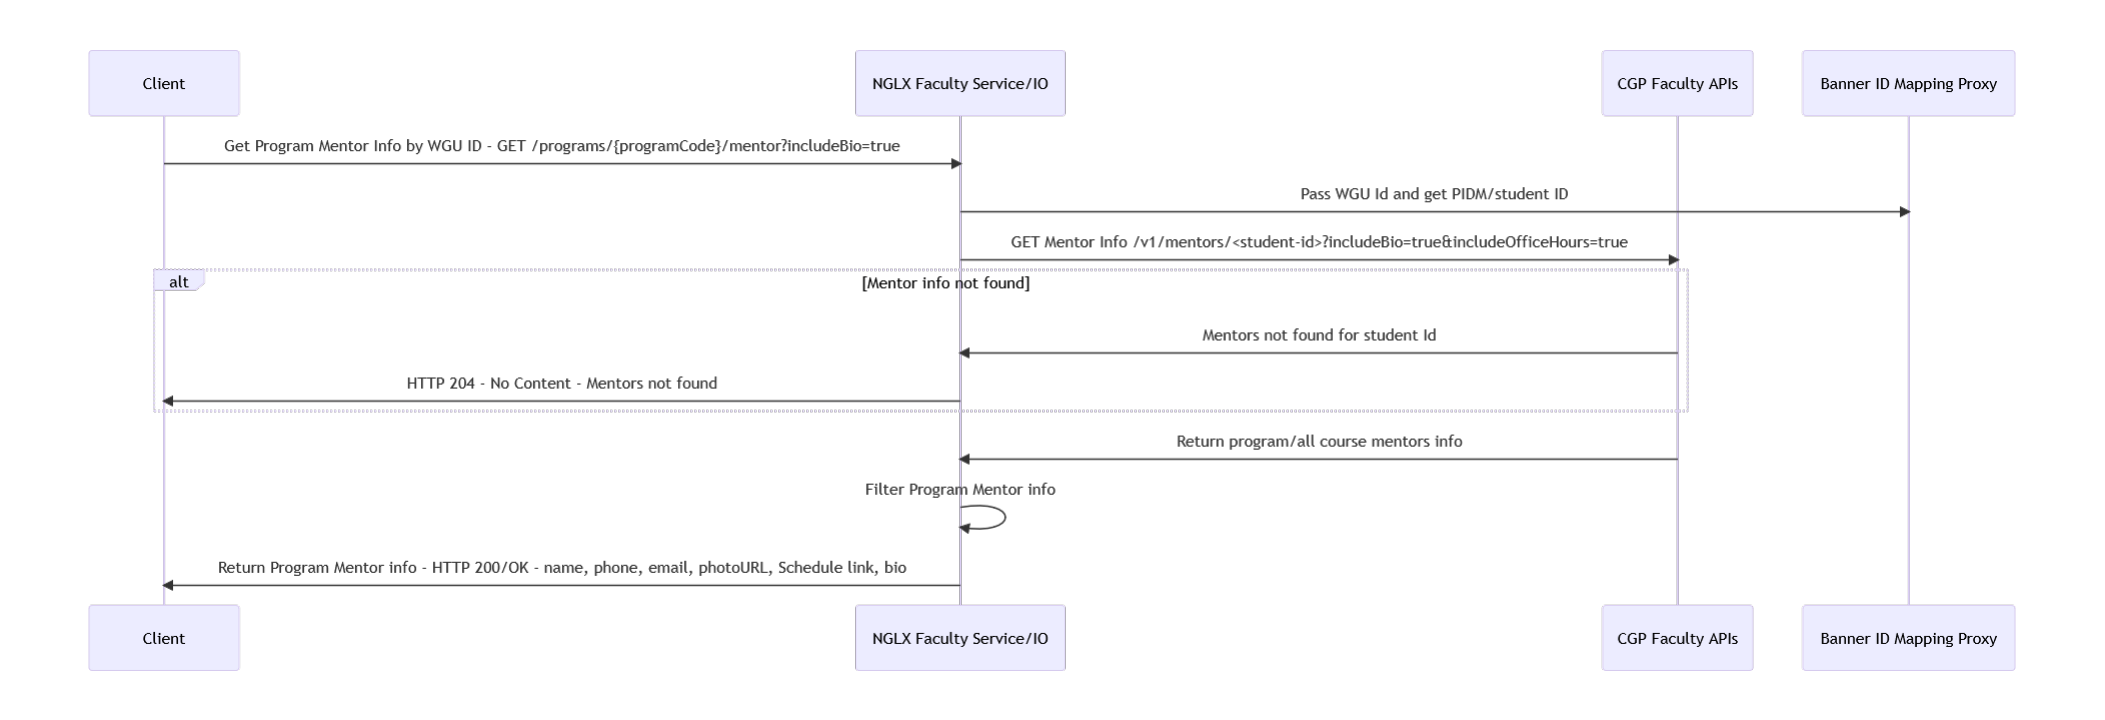 Client
NGLX Faculty Service/IO
CGP Faculty APIs
Banner ID Mapping Proxy
Get Program Mentor Info by WGU ID - GET /programs/{programCode}/mentor?includeBio=true
Pass WGU Id and get PIDM/student ID
GET Mentor Info /v1/mentors/<student-id>?includeBio=true&includeOfficeHours=true
alt
[Mentor info not found]
Mentors not found for student Id
HTTP 204 - No Content - Mentors not found
Return program/all course mentors info
Filter Program Mentor info
Return Program Mentor info - HTTP 200/OK - name, phone, email, photoURL, Schedule link, bio
Client
NGLX Faculty Service/IO
CGP Faculty APIs
Banner ID Mapping Proxy